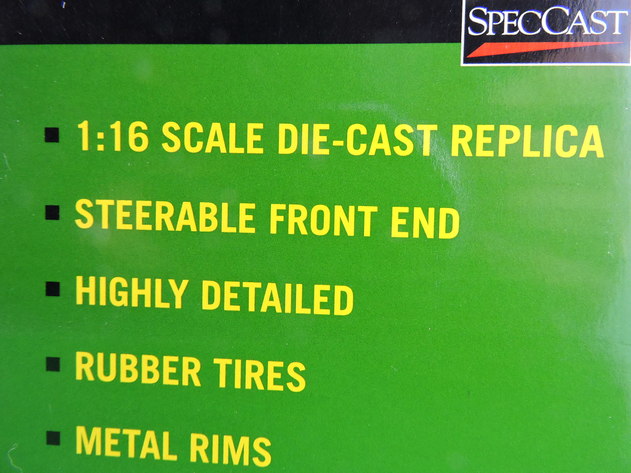 SPECCAST
1:16 SCALE DIE-CAST REPLICA
STEERABLE FRONT END
HIGHLY DETAILED
RUBBER TIRES
METAL RIMS